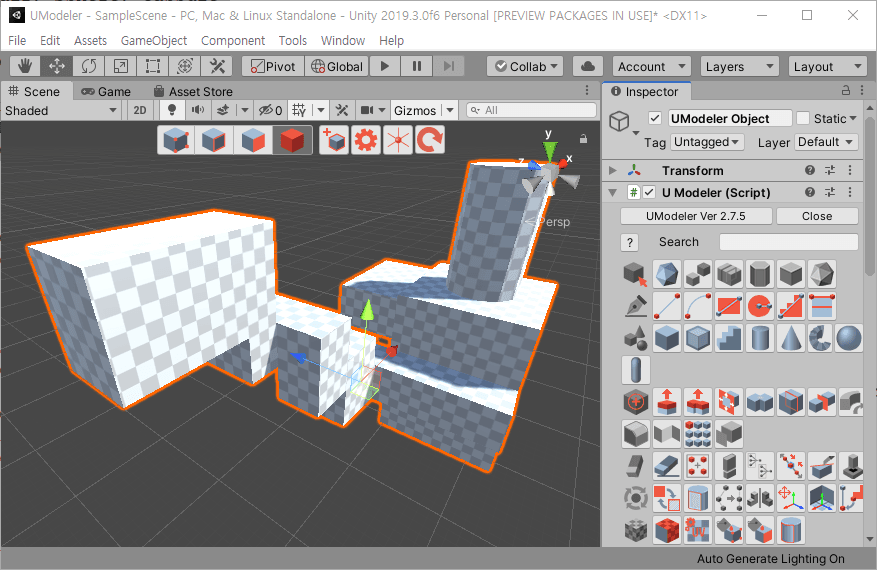 UModeler - SampleScene - PC, Mac & Linux Standalone - Unity 2019.3.0f6 Personal [PREVIEW PACKAGES IN USE]* <DX11>
File Edit Assets GameObject Component Tools Window Help
Pivot Global Collab Account Layers Layout
Scene Game Asset Store Inspector
Shaded 2D 0 Gizmos All
UModeler Object Static
Tag Untagged Layer Default
y
x
z
Persp
Transform
# U Modeler (Script)
UModeler Ver 2.7.5 Close
? Search
Auto Generate Lighting On